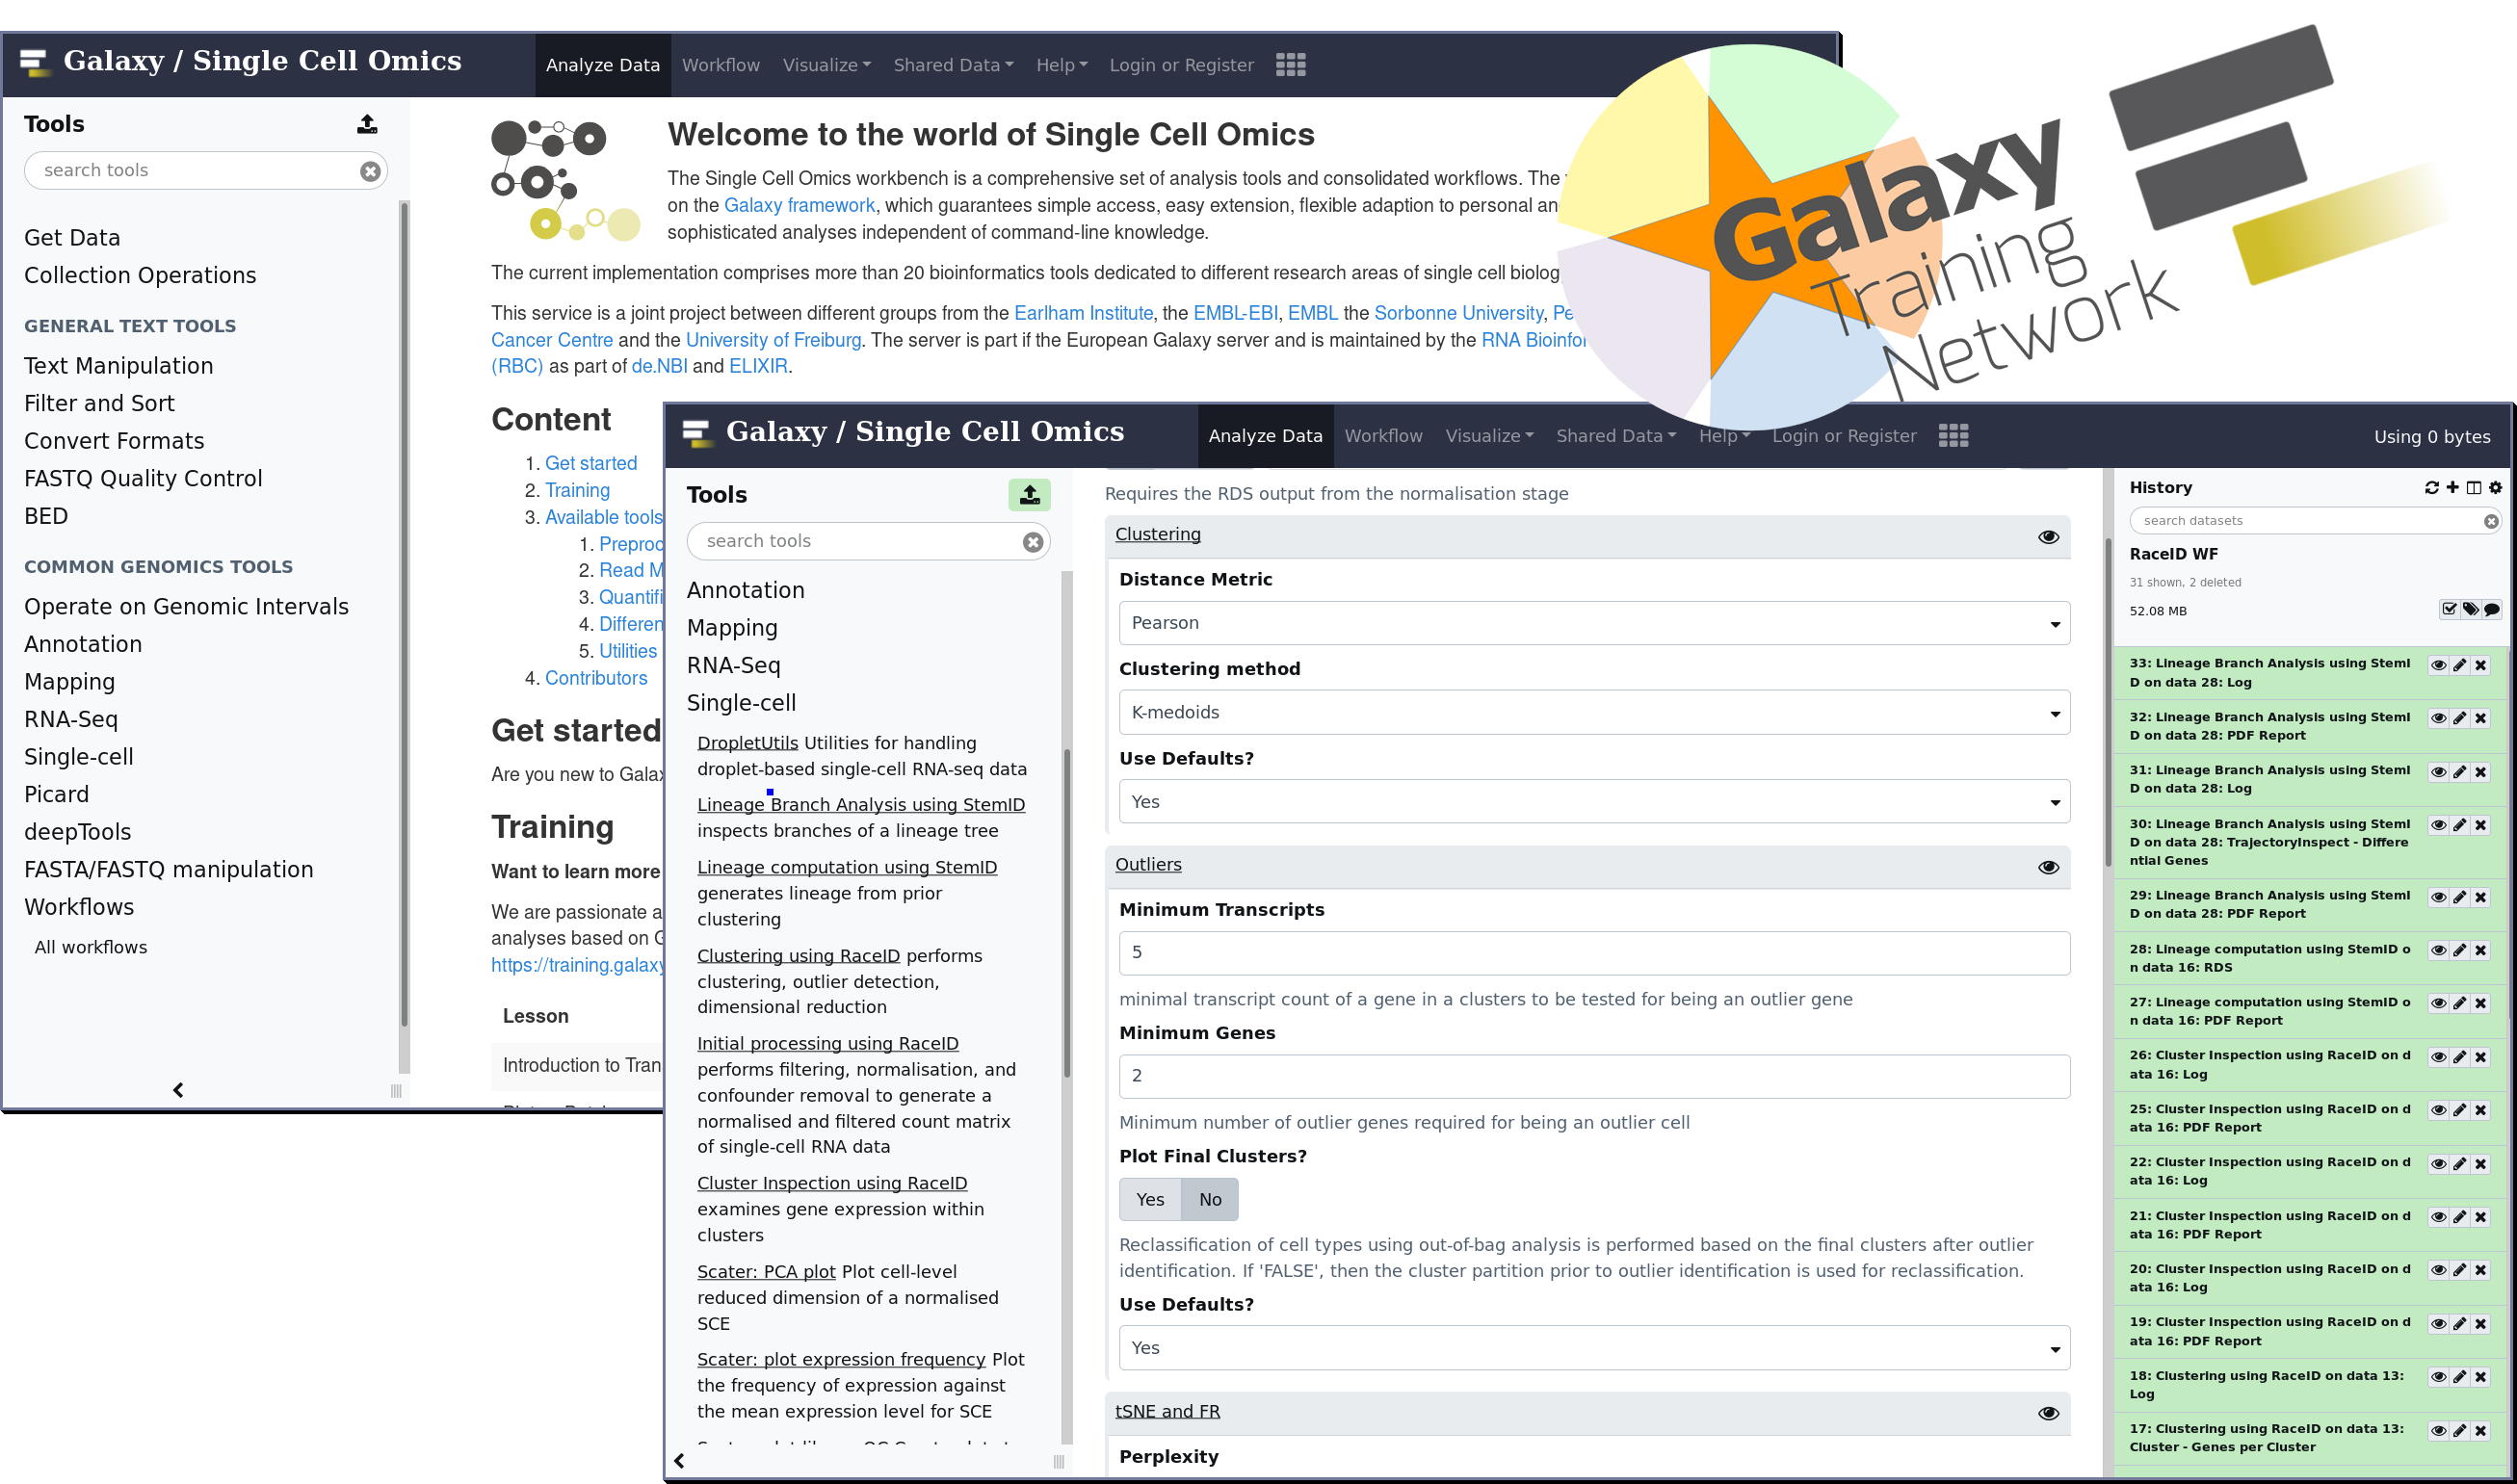 Galaxy / Single Cell Omics
Analyze Data Workflow Visualize Shared Data Help Login or Register
Tools
search tools
Get Data
Collection Operations
GENERAL TEXT TOOLS
Text Manipulation
Filter and Sort
Convert Formats
FASTQ Quality Control
BED
COMMON GENOMICS TOOLS
Operate on Genomic Intervals
Annotation
Mapping
RNA-Seq
Single-cell
Picard
deepTools
FASTA/FASTQ manipulation
Workflows
All workflows
Welcome to the world of Single Cell Omics
The Single Cell Omics workbench is a comprehensive set of analysis tools and consolidated workflows. The
on the Galaxy framework, which guarantees simple access, easy extension, flexible adaption to personal an
sophisticated analyses independent of command-line knowledge.
The current implementation comprises more than 20 bioinformatics tools dedicated to different research areas of single cell biolog
This service is a joint project between different groups from the Earlham Institute, the EMBL-EBI, EMBL the Sorbonne University, Pe
Cancer Centre and the University of Freiburg. The server is part if the European Galaxy server and is maintained by the RNA Bioinfor
(RBC) as part of de.NBI and ELIXIR.
Content
1. Get started
2. Training
3. Available tools
1. Preproc
2. Read M
3. Quantifi
4. Differen
5. Utilities
4. Contributors
Get started
Are you new to Galax
Training
Want to learn more
We are passionate a
analyses based on G
https://training.galaxy
Lesson
Introduction to Tran
Galaxy
Training
Network
Galaxy / Single Cell Omics
Analyze Data Workflow Visualize Shared Data Help Login or Register
Using 0 bytes
Tools
search tools
Annotation
Mapping
RNA-Seq
Single-cell
DropletUtils Utilities for handling
droplet-based single-cell RNA-seq data
Lineage Branch Analysis using StemID
inspects branches of a lineage tree
Lineage computation using StemID
generates lineage from prior
clustering
Clustering using RaceID performs
clustering, outlier detection,
dimensional reduction
Initial processing using RaceID
performs filtering, normalisation, and
confounder removal to generate a
normalised and filtered count matrix
of single-cell RNA data
Cluster Inspection using RaceID
examines gene expression within
clusters
Scater: PCA plot Plot cell-level
reduced dimension of a normalised
SCE
Scater: plot expression frequency Plot
the frequency of expression against
the mean expression level for SCE
Requires the RDS output from the normalisation stage
Clustering
Distance Metric
Pearson
Clustering method
K-medoids
Use Defaults?
Yes
Outliers
Minimum Transcripts
5
minimal transcript count of a gene in a clusters to be tested for being an outlier gene
Minimum Genes
2
Minimum number of outlier genes required for being an outlier cell
Plot Final Clusters?
Yes No
Reclassification of cell types using out-of-bag analysis is performed based on the final clusters after outlier
identification. If 'FALSE', then the cluster partition prior to outlier identification is used for reclassification.
Use Defaults?
Yes
tSNE and FR
Perplexity
History
search datasets
RaceID WF
31 shown, 2 deleted
52.08 MB
33: Lineage Branch Analysis using StemI
D on data 28: Log
32: Lineage Branch Analysis using StemI
D on data 28: PDF Report
31: Lineage Branch Analysis using StemI
D on data 28: Log
30: Lineage Branch Analysis using StemI
D on data 28: TrajectoryInspect - Differe
ntial Genes
29: Lineage Branch Analysis using StemI
D on data 28: PDF Report
28: Lineage computation using StemID o
n data 16: RDS
27: Lineage computation using StemID o
n data 16: PDF Report
26: Cluster Inspection using RaceID on d
ata 16: Log
25: Cluster Inspection using RaceID on d
ata 16: PDF Report
22: Cluster Inspection using RaceID on d
ata 16: Log
21: Cluster Inspection using RaceID on d
ata 16: PDF Report
20: Cluster Inspection using RaceID on d
ata 16: Log
19: Cluster Inspection using RaceID on d
ata 16: PDF Report
18: Clustering using RaceID on data 13:
Log
17: Clustering using RaceID on data 13:
Cluster - Genes per Cluster